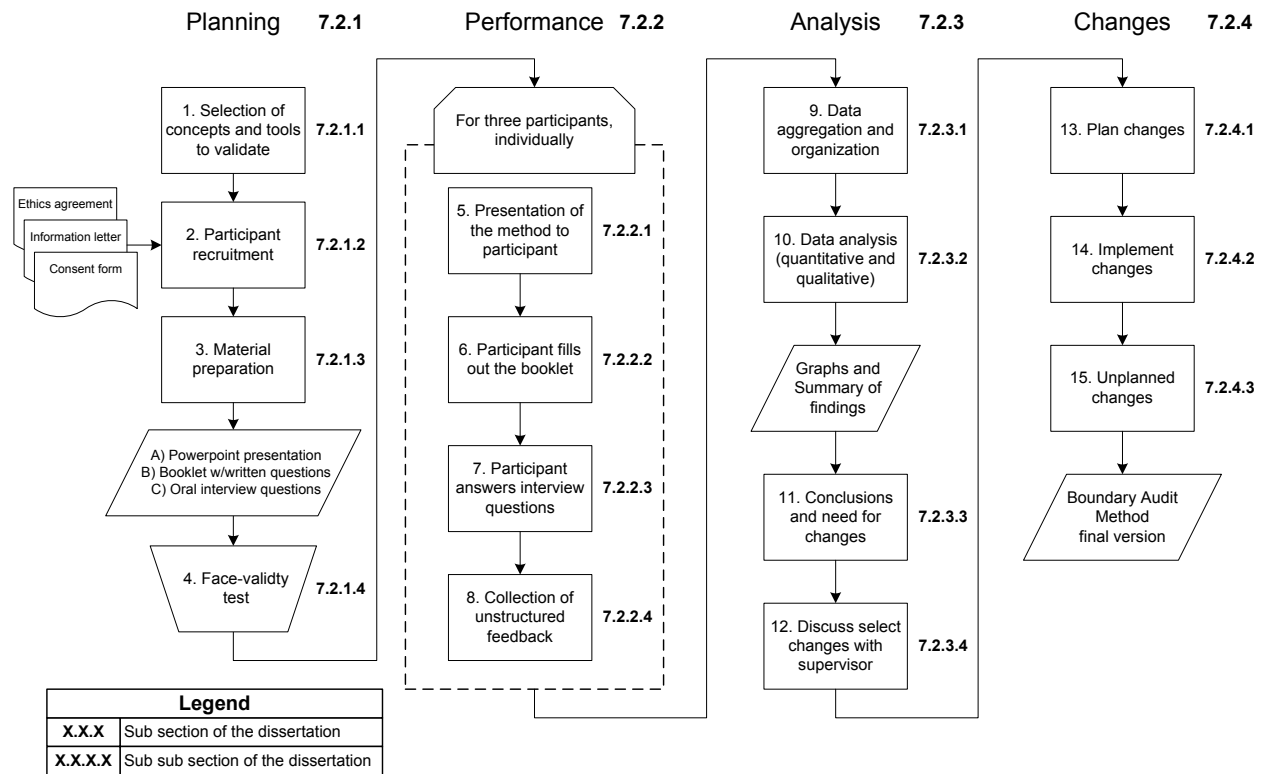 Planning 7.2.1
1. Selection of
concepts and tools
to validate
7.2.1.1
Ethics agreement
Information letter
Consent form
2. Participant
recruitment
7.2.1.2
3. Material
preparation
7.2.1.3
A) Powerpoint presentation
B) Booklet w/written questions
C) Oral interview questions
4. Face-validty
test
7.2.1.4
Performance 7.2.2
For three participants,
individually
5. Presentation of
the method to
participant
7.2.2.1
6. Participant fills
out the booklet
7.2.2.2
7. Participant
answers interview
questions
7.2.2.3
8. Collection of
unstructured
feedback
7.2.2.4
Analysis 7.2.3
9. Data
aggregation and
organization
7.2.3.1
10. Data analysis
(quantitative and
qualitative)
7.2.3.2
Graphs and
Summary of
findings
11. Conclusions
and need for
changes
7.2.3.3
12. Discuss select
changes with
supervisor
7.2.3.4
Changes 7.2.4
13. Plan changes
7.2.4.1
14. Implement
changes
7.2.4.2
15. Unplanned
changes
7.2.4.3
Boundary Audit
Method
final version
Legend
X.X.X Sub section of the dissertation
X.X.X.X Sub sub section of the dissertation